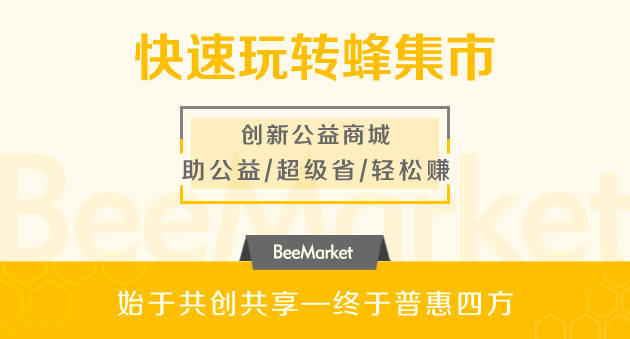 快速玩转蜂集市
创新公益商城
助公益/超级省/轻松赚
BeeMarket
BeeMarket
始于共创共享—终于普惠四方